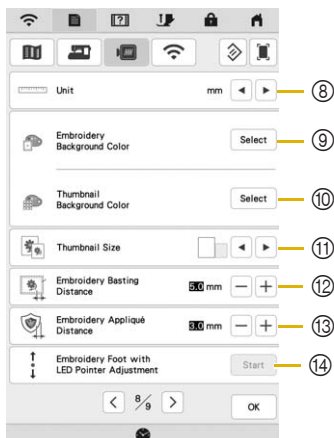 Unit mm ⑧
Embroidery
Background Color Select ⑨
Thumbnail
Background Color Select ⑩
Thumbnail Size ⑪
Embroidery Basting
Distance 5.0 mm − + ⑫
Embroidery Appliqué
Distance 3.0 mm − + ⑬
Embroidery Foot with
LED Pointer Adjustment Start ⑭
< 8/9 > OK